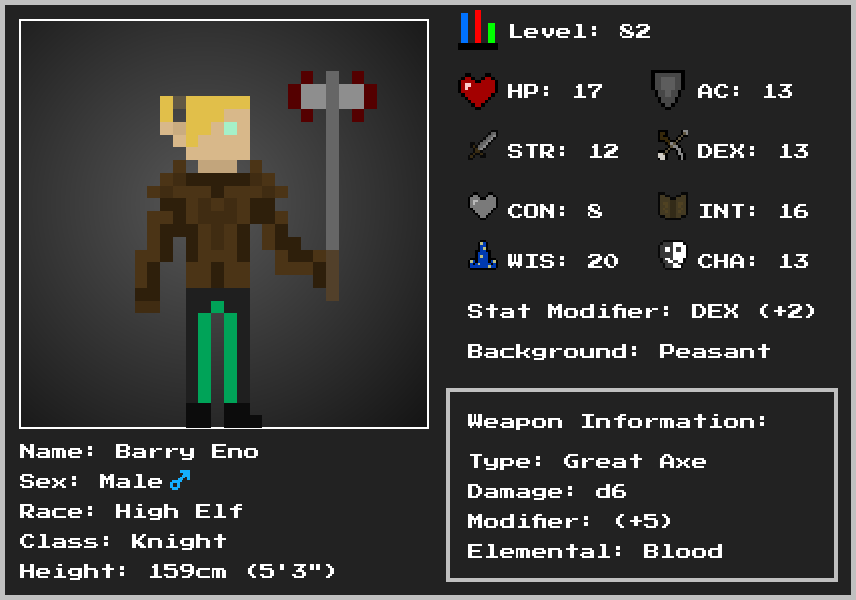 Level: 82
HP: 17
AC: 13
STR: 12
DEX: 13
CON: 8
INT: 16
WIS: 20
CHA: 13
Stat Modifier: DEX (+2)
Background: Peasant
Weapon Information:
Type: Great Axe
Damage: d6
Modifier: (+5)
Elemental: Blood
Name: Barry Eno
Sex: Male♂
Race: High Elf
Class: Knight
Height: 159cm (5'3")